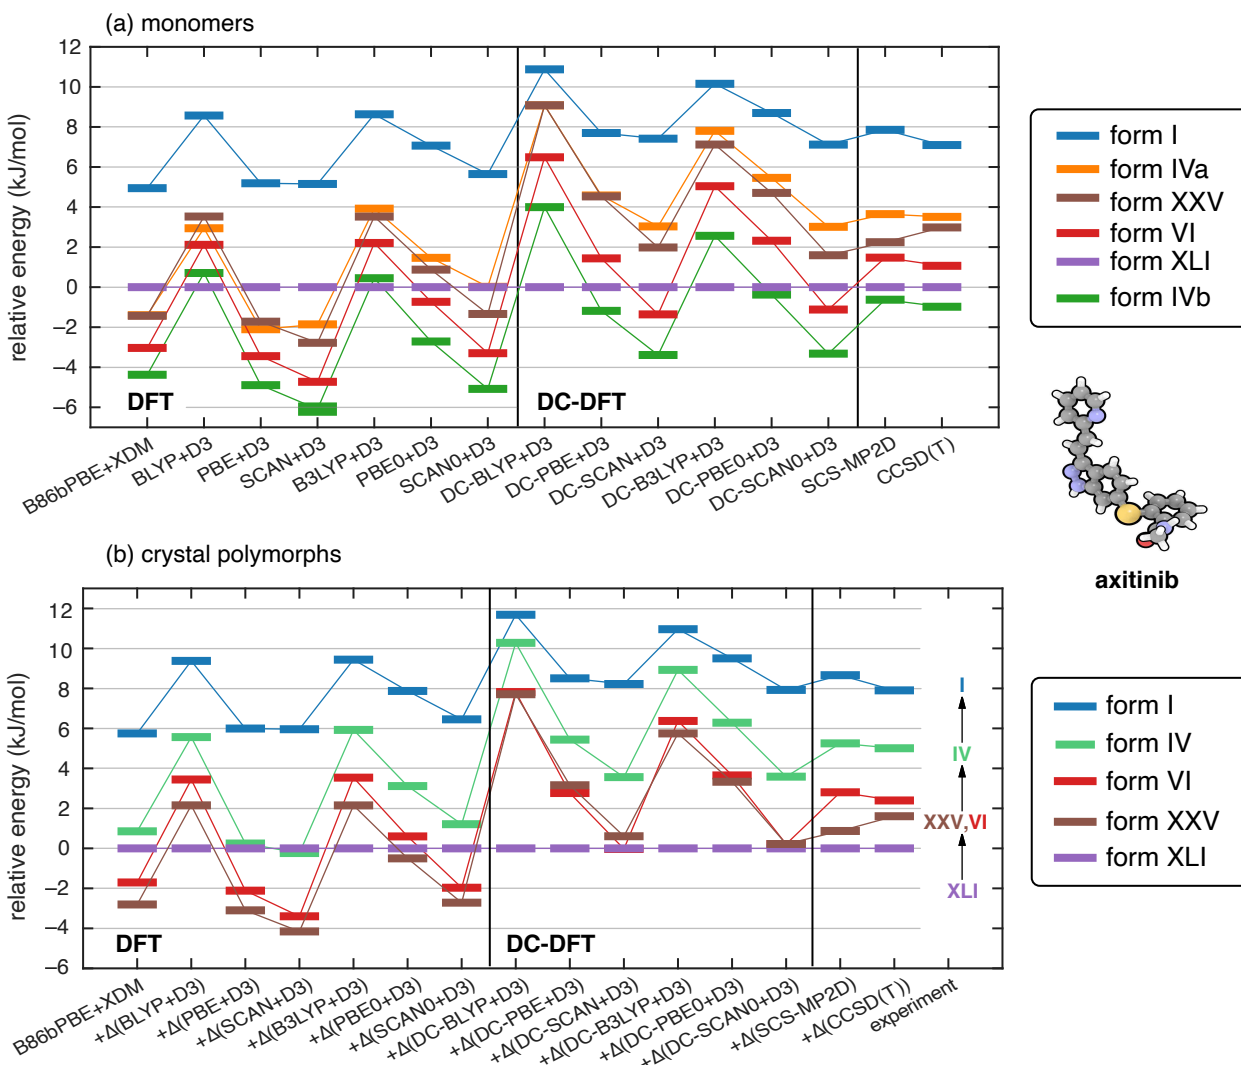 (a) monomers
relative energy (kJ/mol)
12
10
8
6
4
2
0
−2
−4
−6
DFT
DC-DFT
B86bPBE+XDM
BLYP+D3
PBE+D3
SCAN+D3
B3LYP+D3
PBE0+D3
SCAN0+D3
DC-BLYP+D3
DC-PBE+D3
DC-SCAN+D3
DC-B3LYP+D3
DC-PBE0+D3
DC-SCAN0+D3
SCS-MP2D
CCSD(T)
form I
form IVa
form XXV
form VI
form XLI
form IVb
axitinib
(b) crystal polymorphs
relative energy (kJ/mol)
12
10
8
6
4
2
0
−2
−4
−6
DFT
DC-DFT
I
IV
XXV,VI
XLI
B86bPBE+XDM
+Δ(BLYP+D3)
+Δ(PBE+D3)
+Δ(SCAN+D3)
+Δ(B3LYP+D3)
+Δ(PBE0+D3)
+Δ(SCAN0+D3)
+Δ(DC-BLYP+D3)
+Δ(DC-PBE+D3)
+Δ(DC-SCAN+D3)
+Δ(DC-B3LYP+D3)
+Δ(DC-PBE0+D3)
+Δ(DC-SCAN0+D3)
+Δ(SCS-MP2D)
+Δ(CCSD(T))
experiment
form I
form IV
form VI
form XXV
form XLI